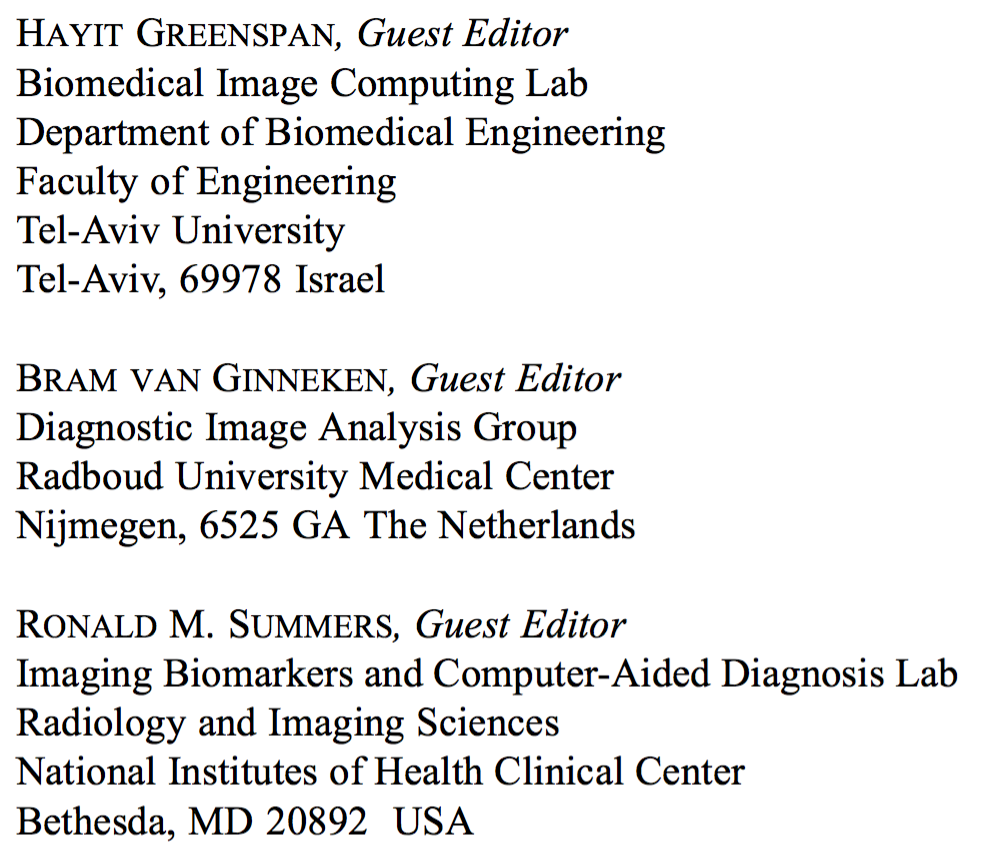 HAYIT GREENSPAN, Guest Editor
Biomedical Image Computing Lab
Department of Biomedical Engineering
Faculty of Engineering
Tel-Aviv University
Tel-Aviv, 69978 Israel
BRAM VAN GINNEKEN, Guest Editor
Diagnostic Image Analysis Group
Radboud University Medical Center
Nijmegen, 6525 GA The Netherlands
RONALD M. SUMMERS, Guest Editor
Imaging Biomarkers and Computer-Aided Diagnosis Lab
Radiology and Imaging Sciences
National Institutes of Health Clinical Center
Bethesda, MD 20892  USA